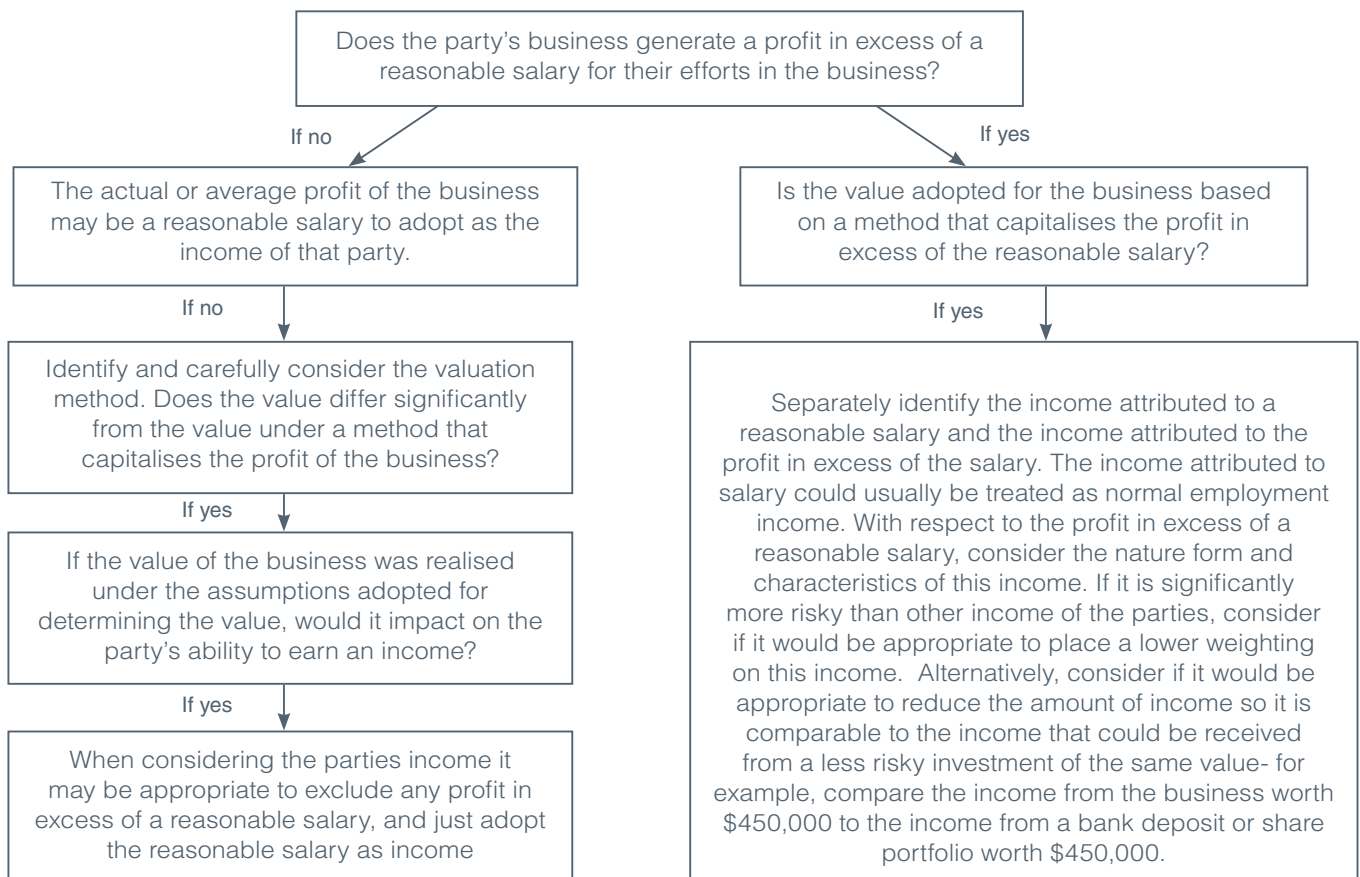 Does the party's business generate a profit in excess of a
reasonable salary for their efforts in the business?
If no
If yes
The actual or average profit of the business
may be a reasonable salary to adopt as the
income of that party.
Is the value adopted for the business based
on a method that capitalises the profit in
excess of the reasonable salary?
If no
If yes
Identify and carefully consider the valuation
method. Does the value differ significantly
from the value under a method that
capitalises the profit of the business?
If yes
If the value of the business was realised
under the assumptions adopted for
determining the value, would it impact on the
party's ability to earn an income?
If yes
When considering the parties income it
may be appropriate to exclude any profit in
excess of a reasonable salary, and just adopt
the reasonable salary as income
Separately identify the income attributed to a
reasonable salary and the income attributed to the
profit in excess of the salary. The income attributed to
salary could usually be treated as normal employment
income. With respect to the profit in excess of a
reasonable salary, consider the nature form and
characteristics of this income. If it is significantly
more risky than other income of the parties, consider
if it would be appropriate to place a lower weighting
on this income.  Alternatively, consider if it would be
appropriate to reduce the amount of income so it is
comparable to the income that could be received
from a less risky investment of the same value- for
example, compare the income from the business worth
$450,000 to the income from a bank deposit or share
portfolio worth $450,000.